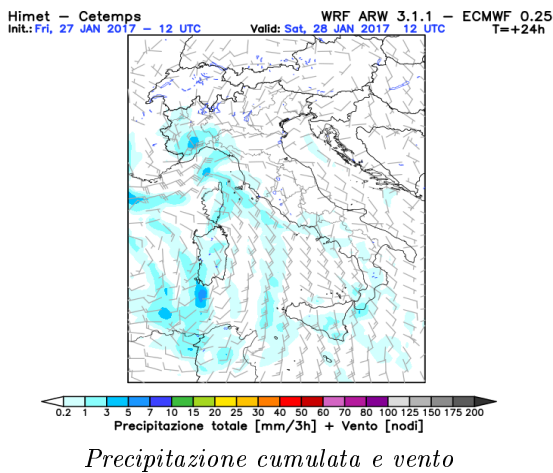 Himet – Cetemps WRF ARW 3.1.1 – ECMWF 0.25
Init.: Fri, 27 JAN 2017 – 12 UTC Valid: Sat, 28 JAN 2017 12 UTC T=+24h
0.2 1 3 5 7 10 15 20 25 30 40 50 60 70 80 100 125 150 175 200
Precipitazione totale [mm/3h] + Vento [nodi]
Precipitazione cumulata e vento